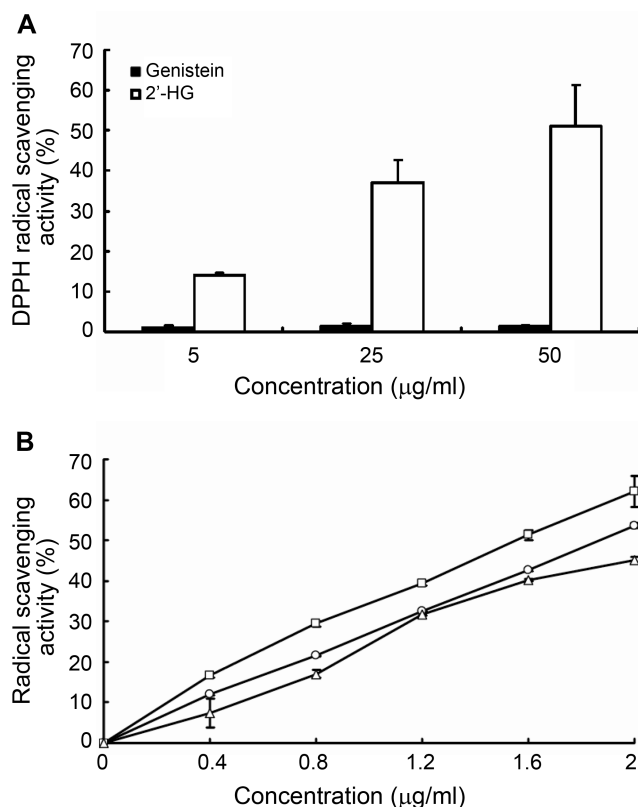 A
DPPH radical scavenging
activity (%)
70
60
50
40
30
20
10
0
Genistein
2’-HG
5 25 50
Concentration (μg/ml)
B
Radical scavenging
activity (%)
70
60
50
40
30
20
10
0
0 0.4 0.8 1.2 1.6 2
Concentration (μg/ml)